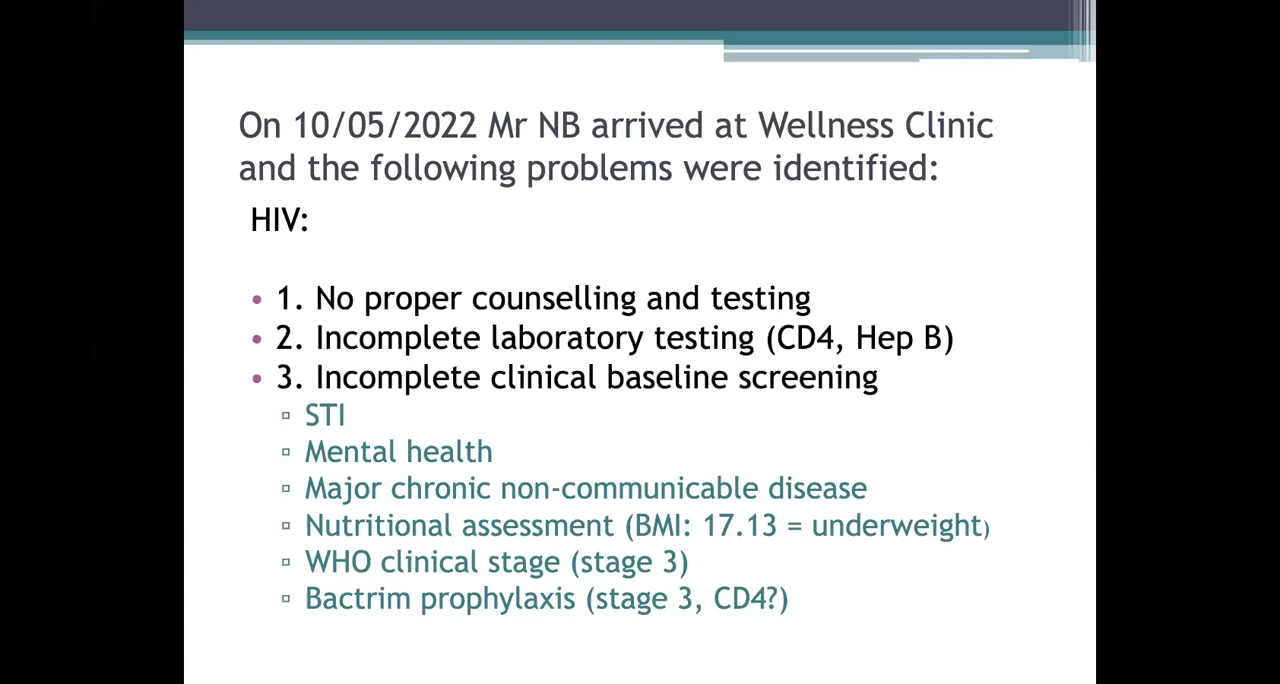 On 10/05/2022 Mr NB arrived at Wellness Clinic
and the following problems were identified:
HIV:
• 1. No proper counselling and testing
• 2. Incomplete laboratory testing (CD4, Hep B)
• 3. Incomplete clinical baseline screening
▫ STI
▫ Mental health
▫ Major chronic non-communicable disease
▫ Nutritional assessment (BMI: 17.13 = underweight)
▫ WHO clinical stage (stage 3)
▫ Bactrim prophylaxis (stage 3, CD4?)